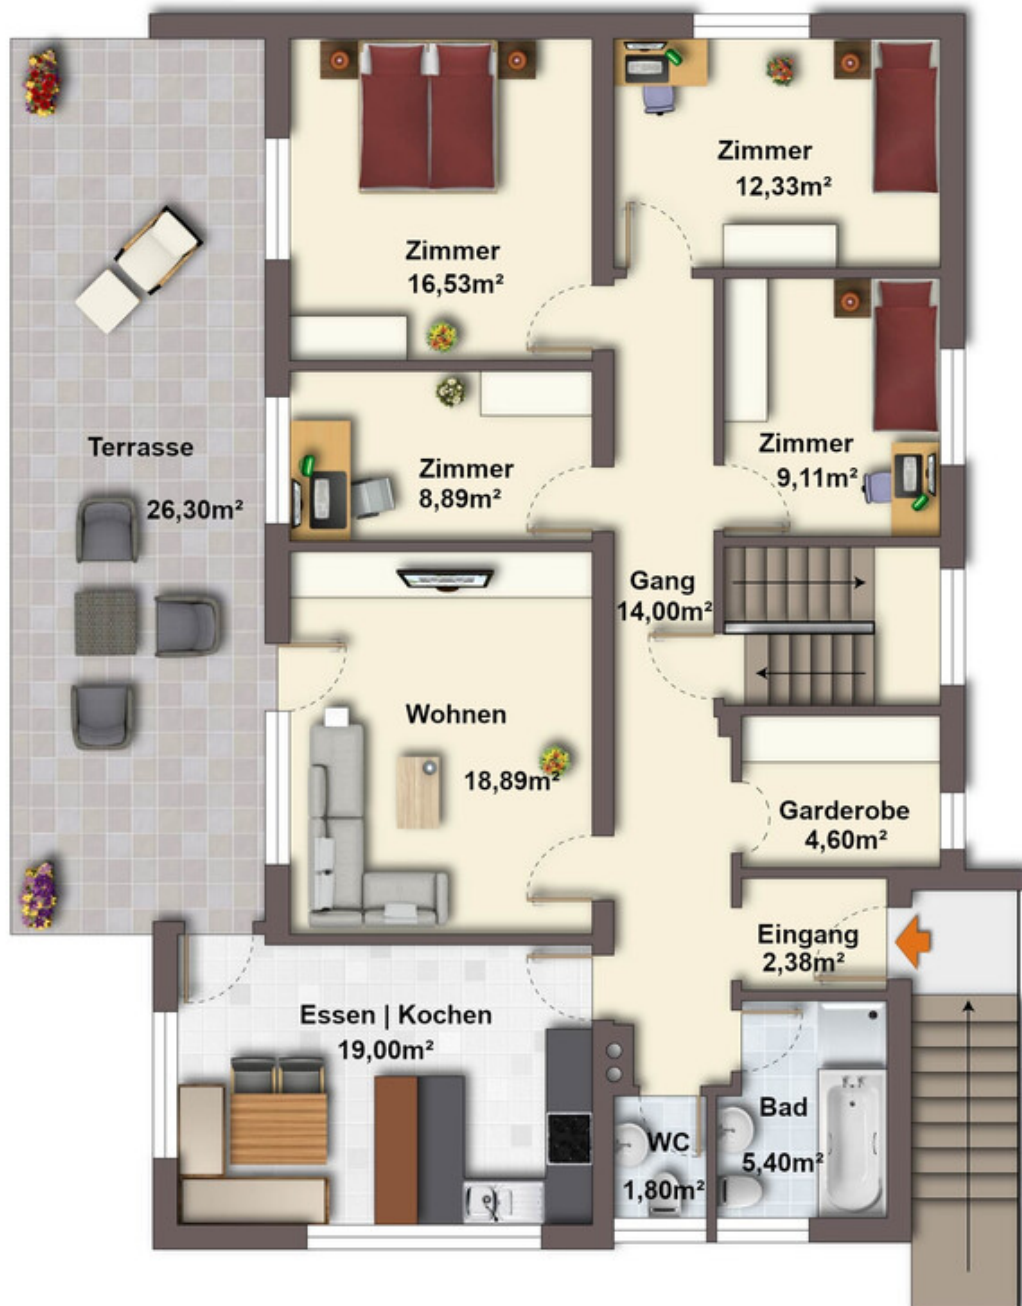 Zimmer
12,33m²
Zimmer
16,53m²
Terrasse
26,30m²
Zimmer
8,89m²
Zimmer
9,11m²
Gang
14,00m²
Wohnen
18,89m²
Garderobe
4,60m²
Eingang
2,38m²
Essen | Kochen
19,00m²
Bad
5,40m²
WC
1,80m²